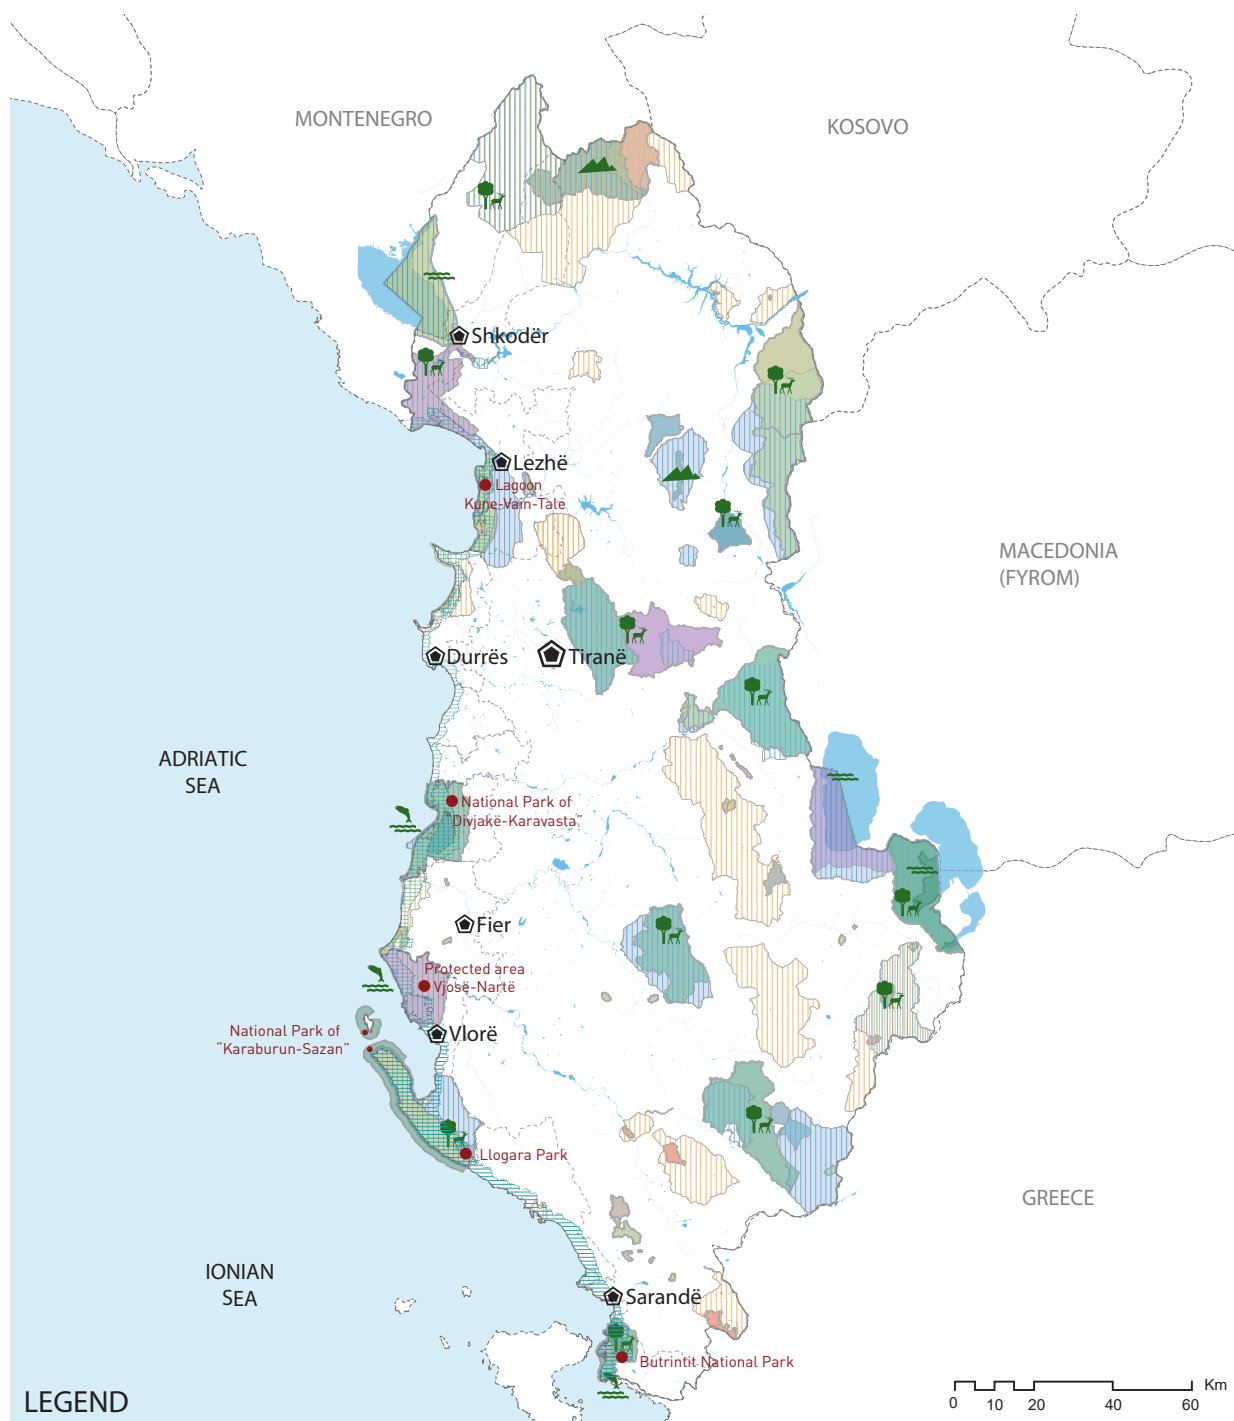 MONTENEGRO
KOSOVO
Shkodër
Lezhë
Lagoon
Kune-Vain-Tale
MACEDONIA
(FYROM)
Durrës
Tiranë
ADRIATIC
SEA
National Park of
"Divjakë-Karavasta"
Fier
Protected area
Vjosë-Nartë
National Park of
"Karaburun-Sazan"
Vlorë
Llogara Park
GREECE
IONIAN
SEA
Sarandë
Butrintit National Park
LEGEND
Km
0 10 20 40 60